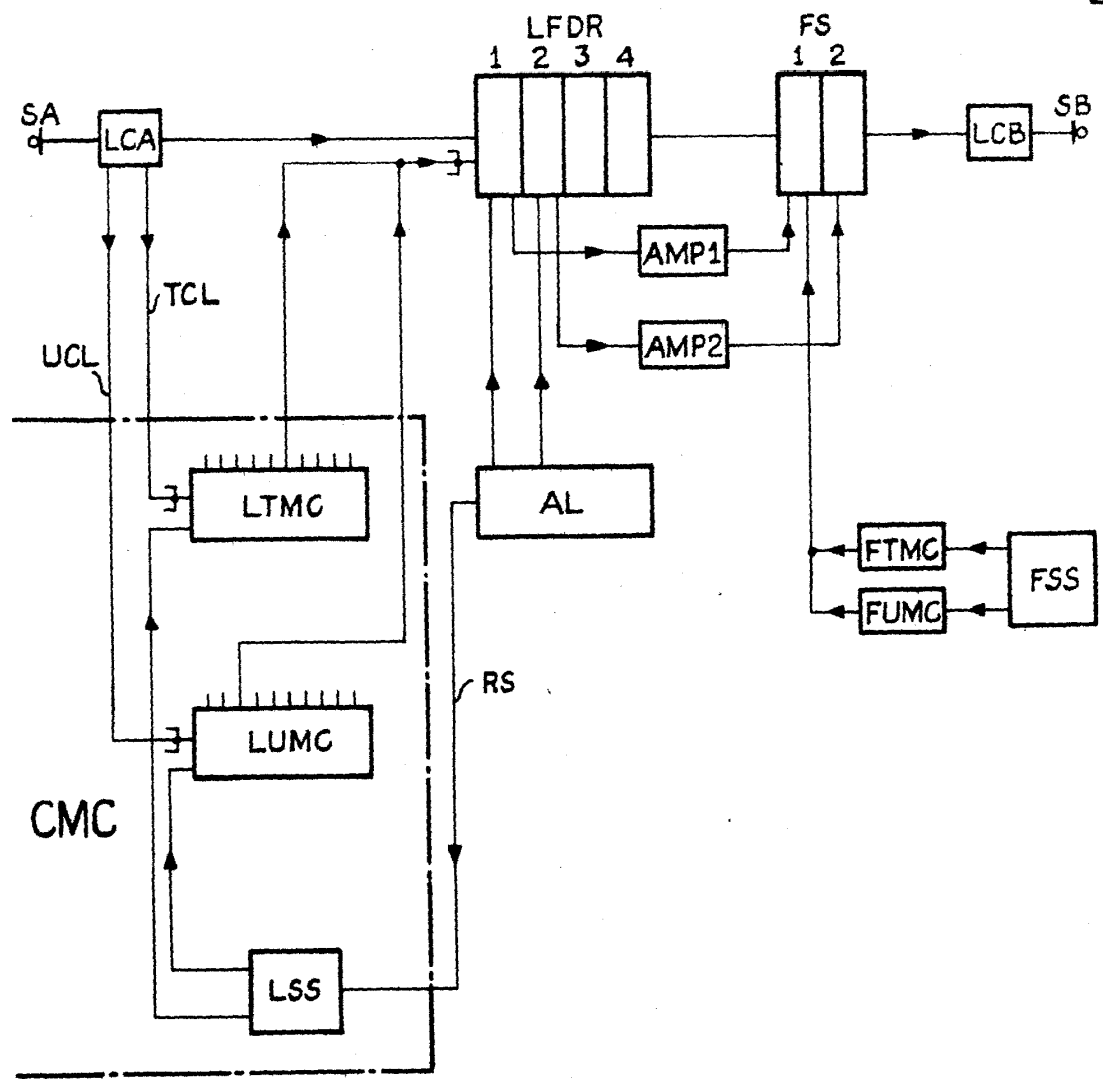 LFDR
FS
1 2 3 4
1 2
SA
LCA
LCB
SB
AMP1
TCL
AMP2
UCL
LTMC
AL
FTMC
FSS
FUMC
RS
LUMC
CMC
LSS